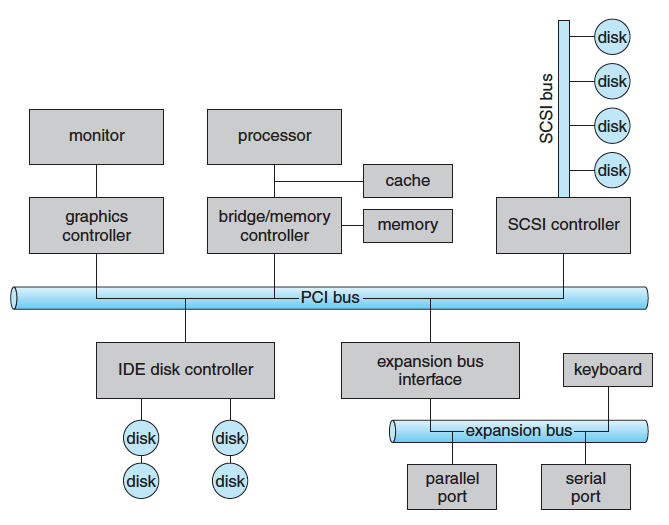 disk
disk
disk
disk
SCSI bus
monitor
processor
cache
graphics
controller
bridge/memory
controller
memory
SCSI controller
PCI bus
IDE disk controller
expansion bus
interface
keyboard
disk
disk
expansion bus
disk
disk
parallel
port
serial
port